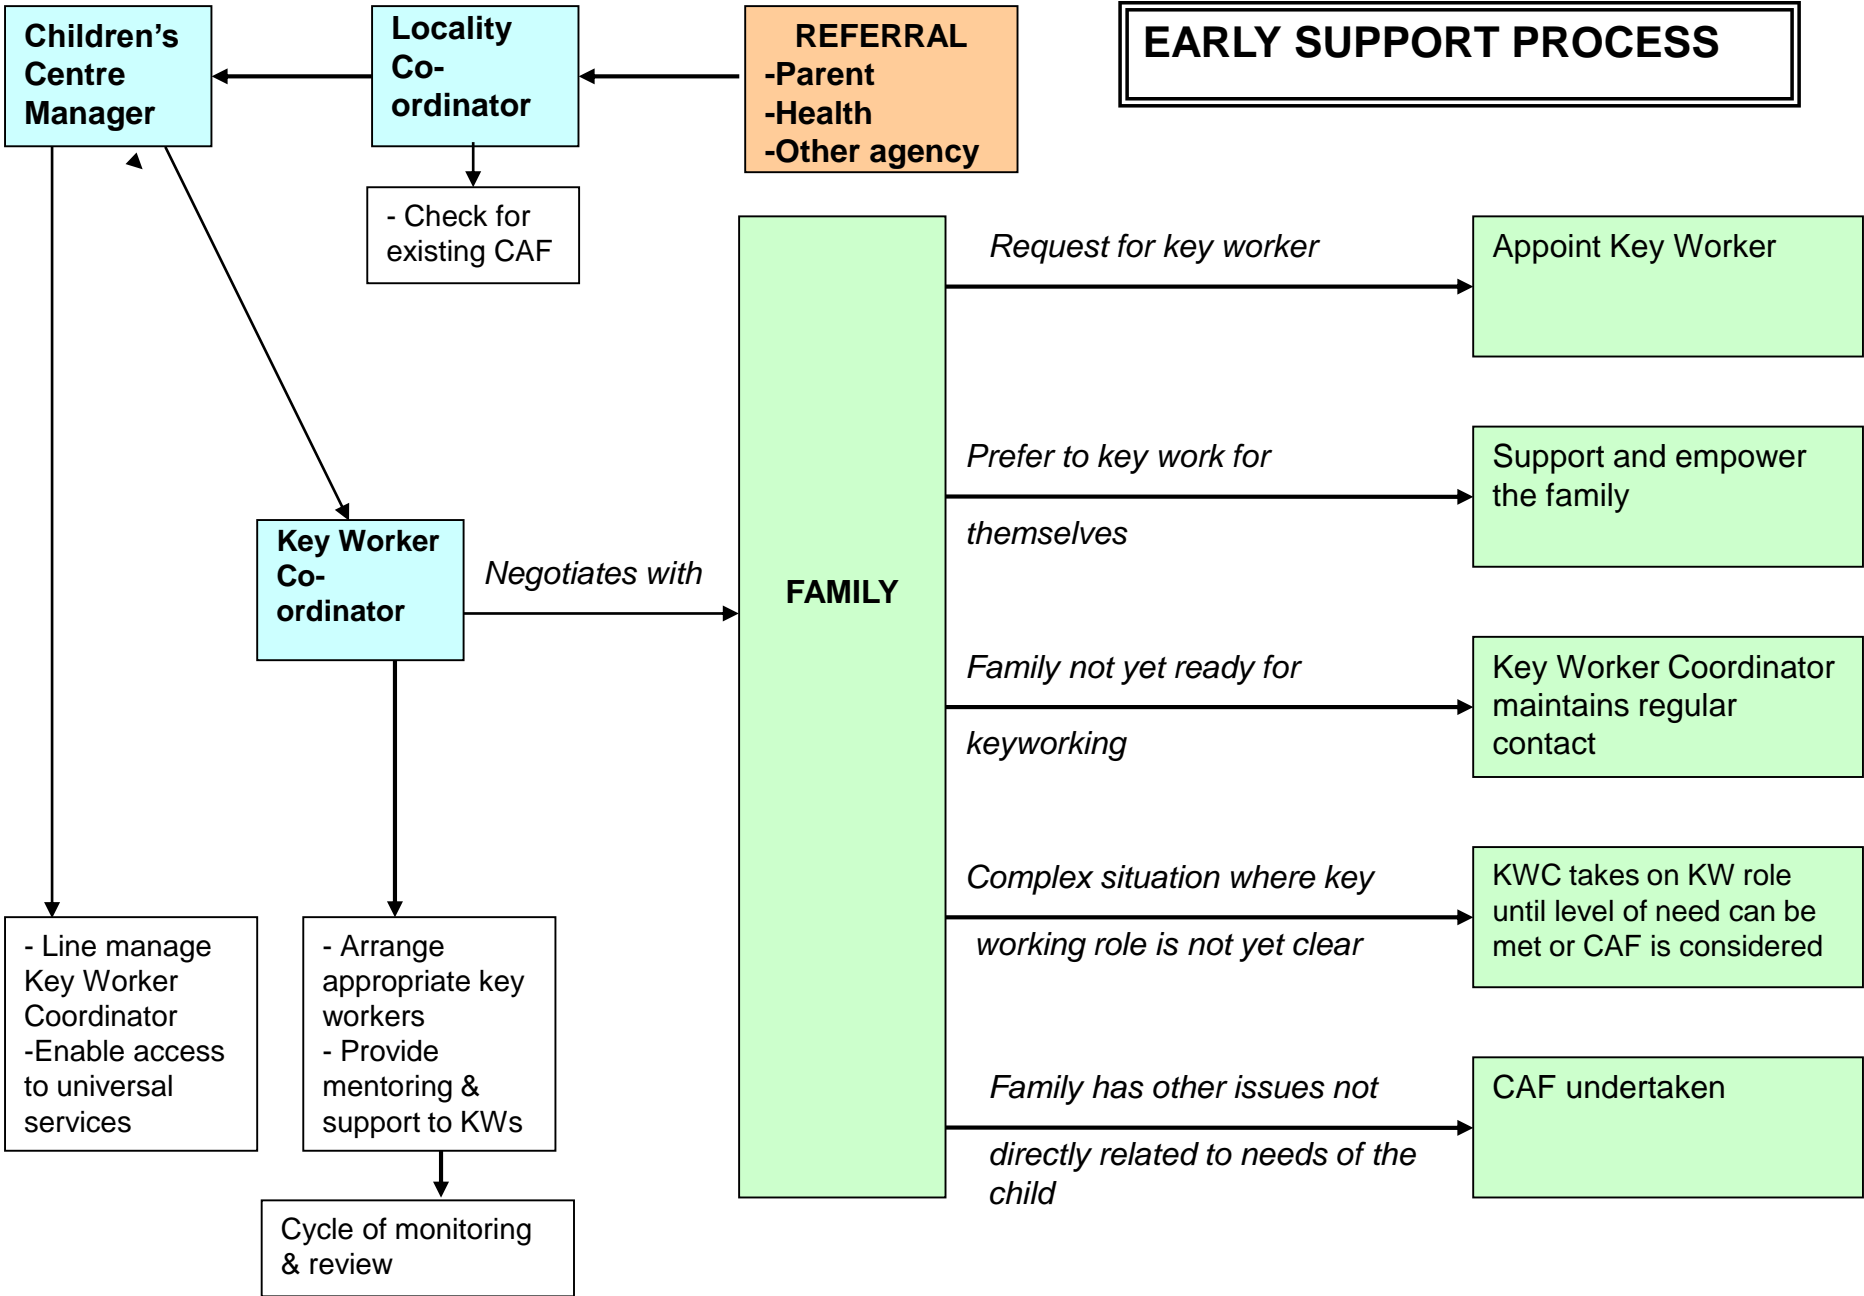 EARLY SUPPORT PROCESS
REFERRAL
-Parent
-Health
-Other agency
Locality
Co-
ordinator
Children's
Centre
Manager
- Check for
existing CAF
Key Worker
Co-
ordinator
Negotiates with
FAMILY
Request for key worker
Appoint Key Worker
Prefer to key work for
themselves
Support and empower
the family
Family not yet ready for
keyworking
Key Worker Coordinator
maintains regular
contact
Complex situation where key
working role is not yet clear
KWC takes on KW role
until level of need can be
met or CAF is considered
Family has other issues not
directly related to needs of the
child
CAF undertaken
- Line manage
Key Worker
Coordinator
-Enable access
to universal
services
- Arrange
appropriate key
workers
- Provide
mentoring &
support to KWs
Cycle of monitoring
& review